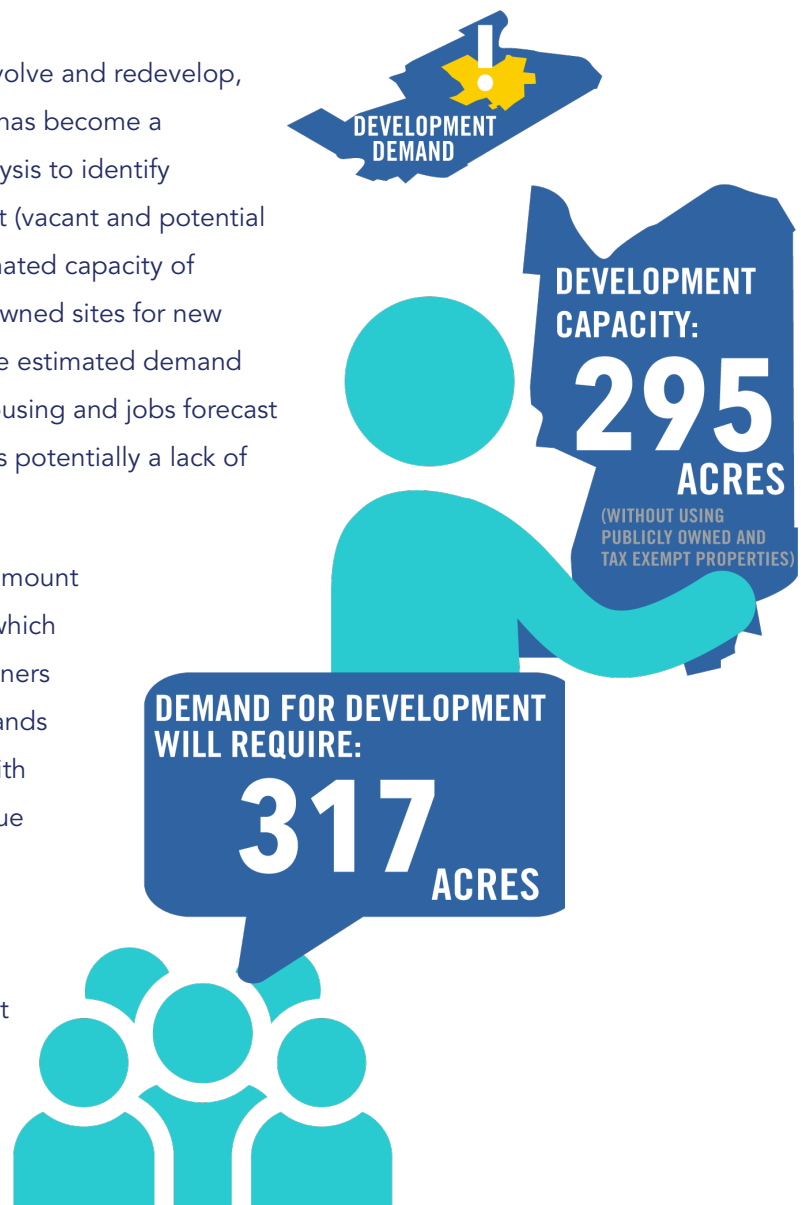 volve and redevelop,
has become a
lysis to identify
t (vacant and potential
nated capacity of
wned sites for new
e estimated demand
ousing and jobs forecast
s potentially a lack of
mount
which
ners
ands
ith
ue
t
DEVELOPMENT
DEMAND
DEVELOPMENT
CAPACITY:
295
ACRES
(WITHOUT USING
PUBLICLY OWNED AND
TAX EXEMPT PROPERTIES)
DEMAND FOR DEVELOPMENT
WILL REQUIRE:
317
ACRES